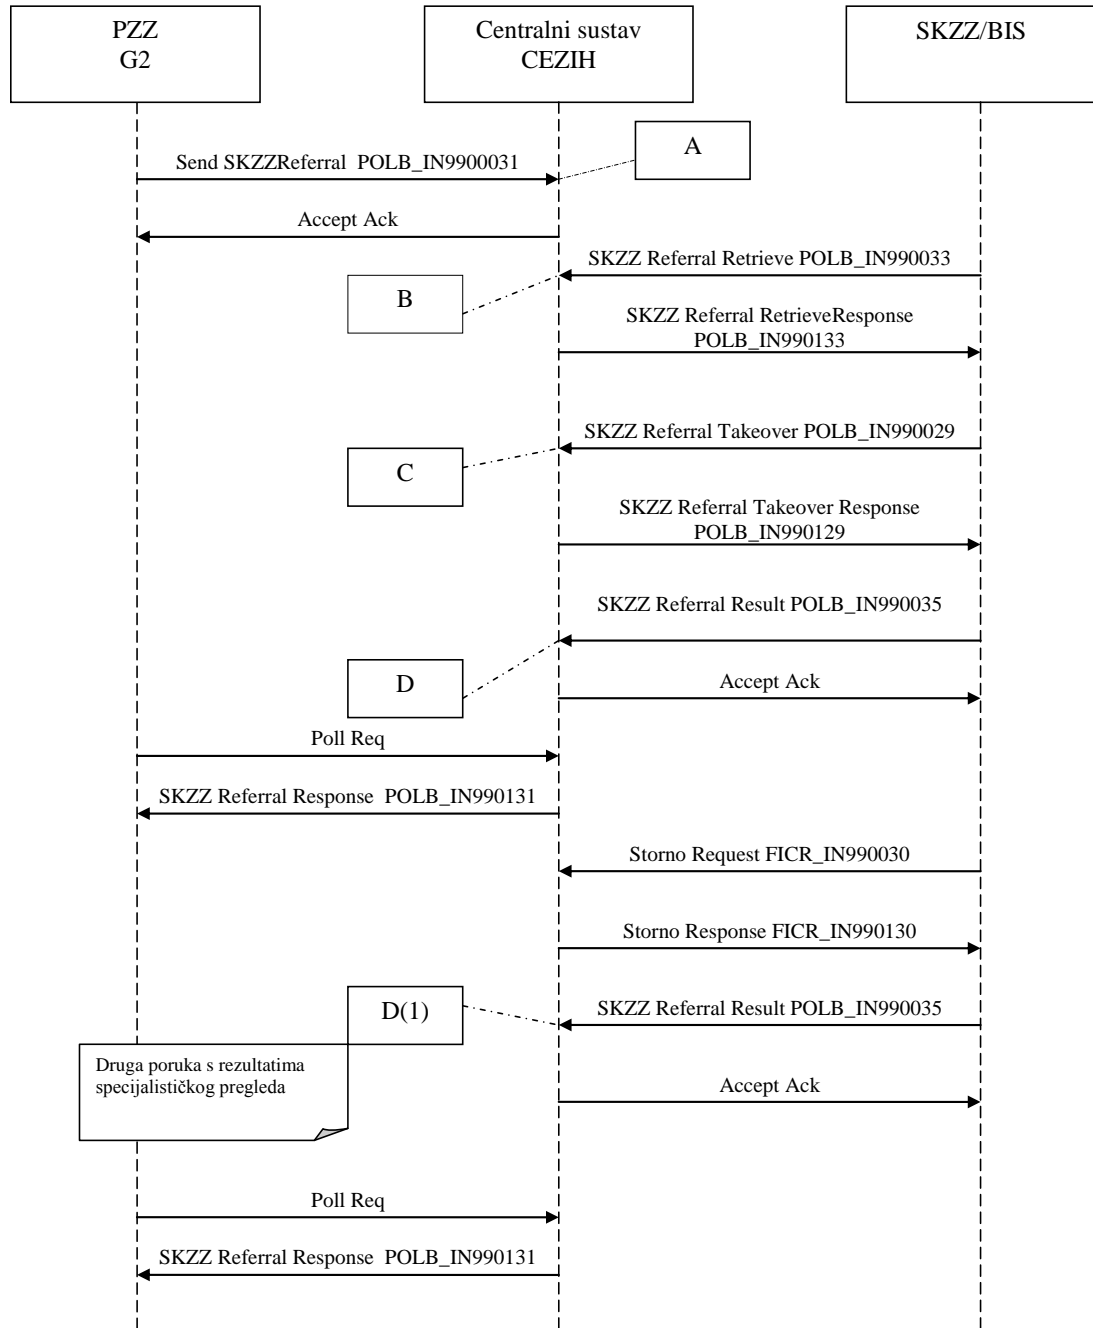 PZZ
G2
Centralni sustav
CEZIH
SKZZ/BIS
A
Send SKZZReferral POLB_IN9900031
Accept Ack
SKZZ Referral Retrieve POLB_IN990033
B
SKZZ Referral RetrieveResponse
POLB_IN990133
SKZZ Referral Takeover POLB_IN990029
C
SKZZ Referral Takeover Response
POLB_IN990129
SKZZ Referral Result POLB_IN990035
D
Accept Ack
Poll Req
SKZZ Referral Response POLB_IN990131
Storno Request FICR_IN990030
Storno Response FICR_IN990130
D(1)
SKZZ Referral Result POLB_IN990035
Druga poruka s rezultatima
specijalističkog pregleda
Accept Ack
Poll Req
SKZZ Referral Response POLB_IN990131